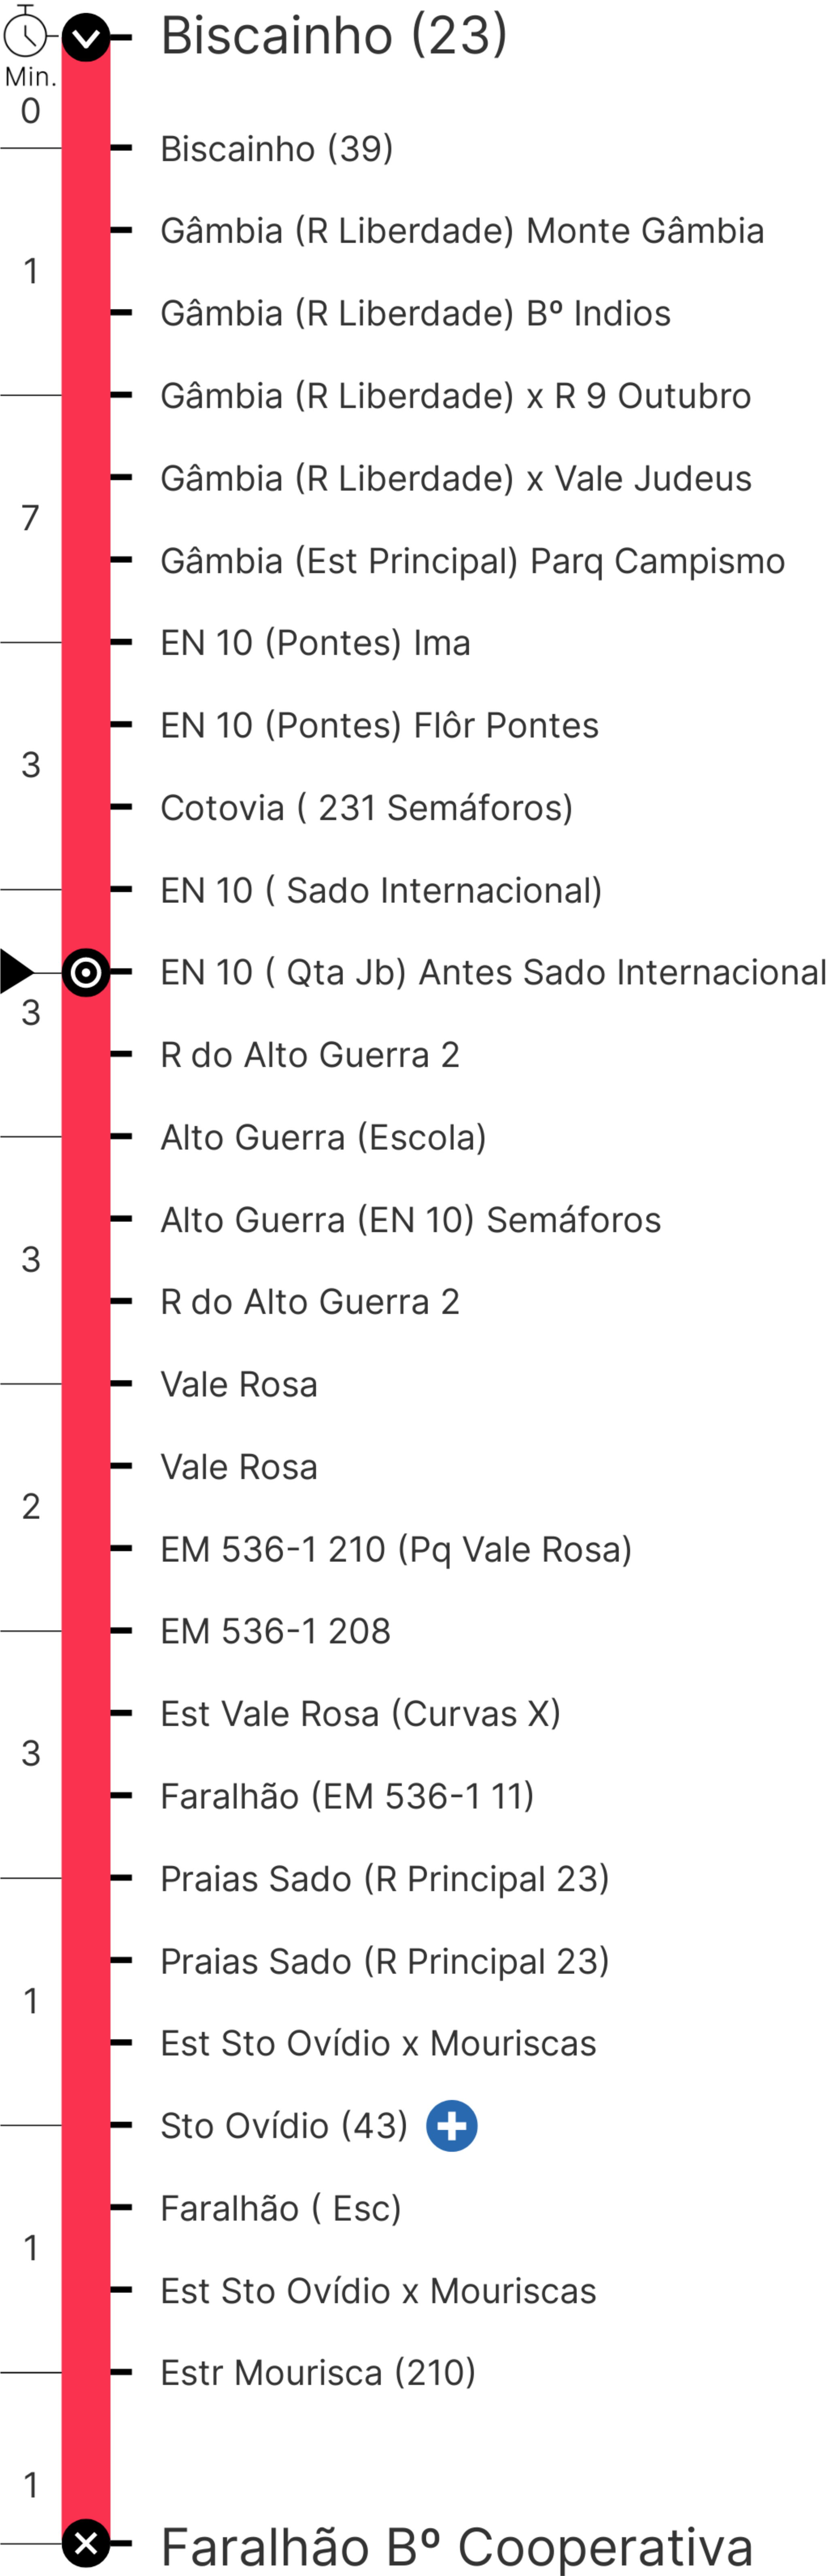 Biscainho (23)
Min.
0
Biscainho (39)
Gâmbia (R Liberdade) Monte Gâmbia
1
Gâmbia (R Liberdade) Bº Indios
Gâmbia (R Liberdade) x R 9 Outubro
Gâmbia (R Liberdade) x Vale Judeus
7
Gâmbia (Est Principal) Parq Campismo
EN 10 (Pontes) Ima
EN 10 (Pontes) Flôr Pontes
3
Cotovia ( 231 Semáforos)
EN 10 ( Sado Internacional)
EN 10 ( Qta Jb) Antes Sado Internacional
3
R do Alto Guerra 2
Alto Guerra (Escola)
Alto Guerra (EN 10) Semáforos
3
R do Alto Guerra 2
Vale Rosa
Vale Rosa
2
EM 536-1 210 (Pq Vale Rosa)
EM 536-1 208
Est Vale Rosa (Curvas X)
3
Faralhão (EM 536-1 11)
Praias Sado (R Principal 23)
Praias Sado (R Principal 23)
1
Est Sto Ovídio x Mouriscas
Sto Ovídio (43)
Faralhão ( Esc)
1
Est Sto Ovídio x Mouriscas
Estr Mourisca (210)
1
Faralhão Bº Cooperativa